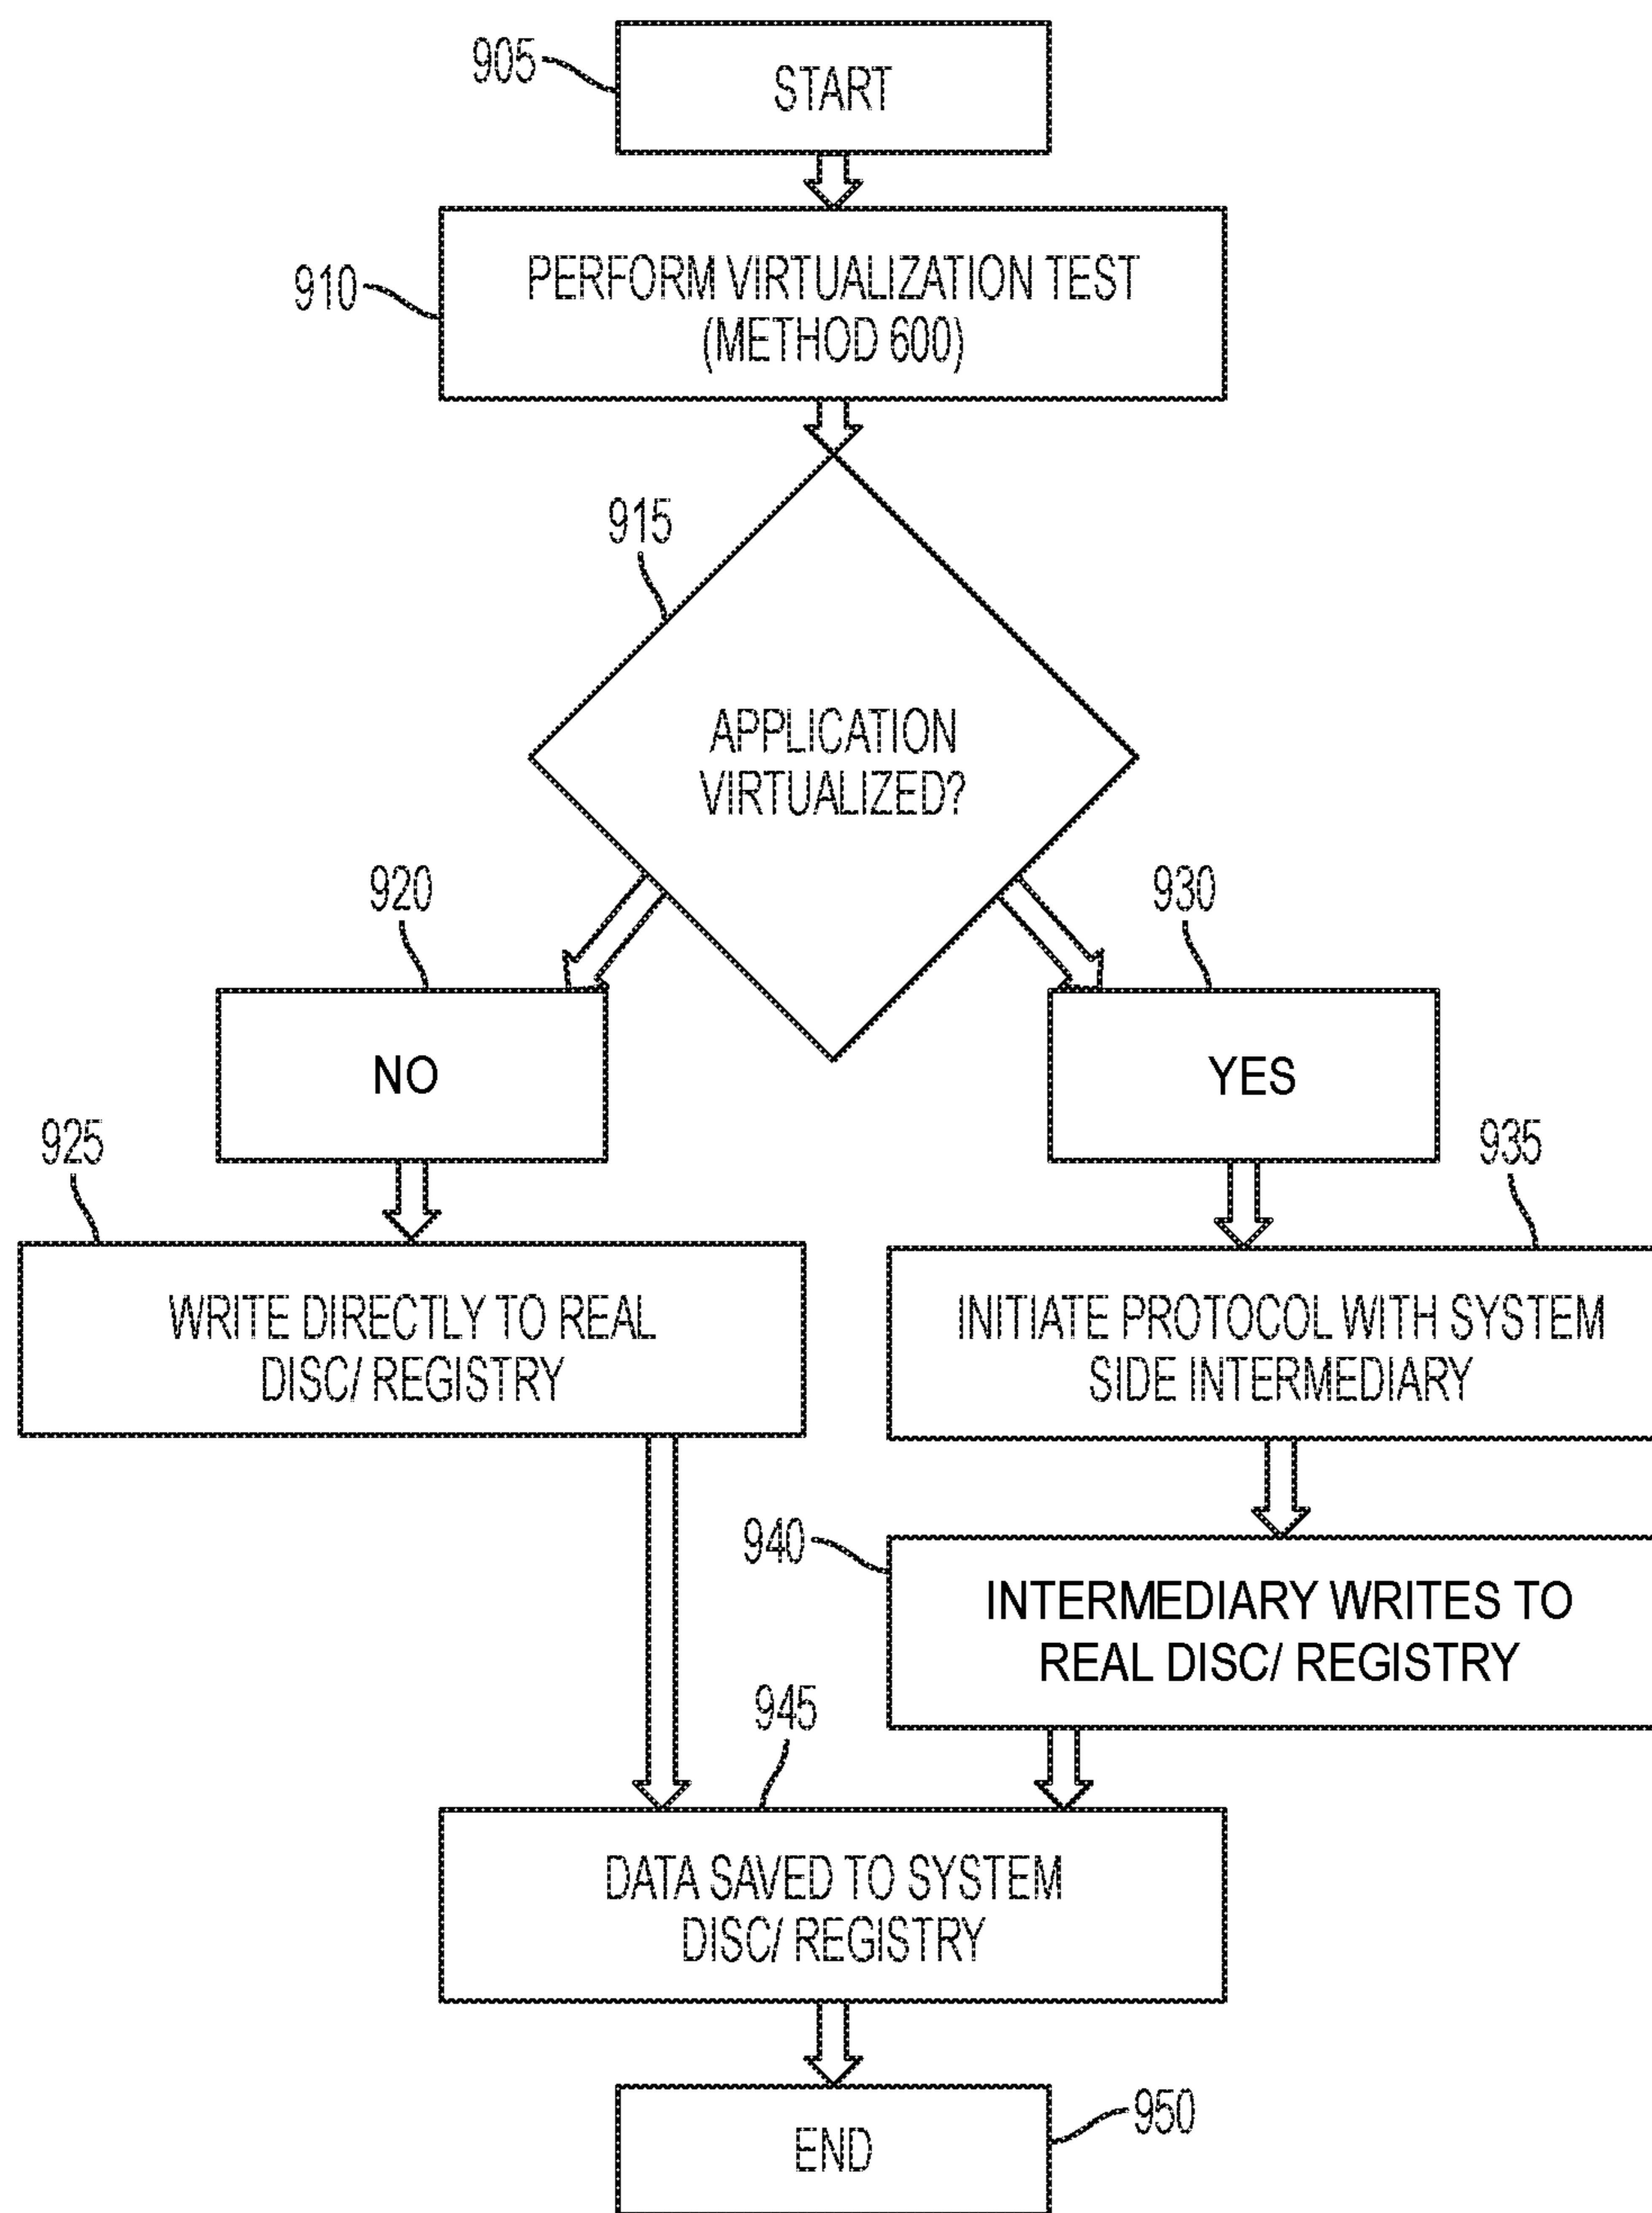 905
START
910
PERFORM VIRTUALIZATION TEST
(METHOD 600)
915
APPLICATION
VIRTUALIZED?
920
930
NO
YES
925
935
WRITE DIRECTLY TO REAL
DISC/ REGISTRY
INITIATE PROTOCOL WITH SYSTEM
SIDE INTERMEDIARY
940
INTERMEDIARY WRITES TO
REAL DISC/ REGISTRY
945
DATA SAVED TO SYSTEM
DISC/ REGISTRY
950
END